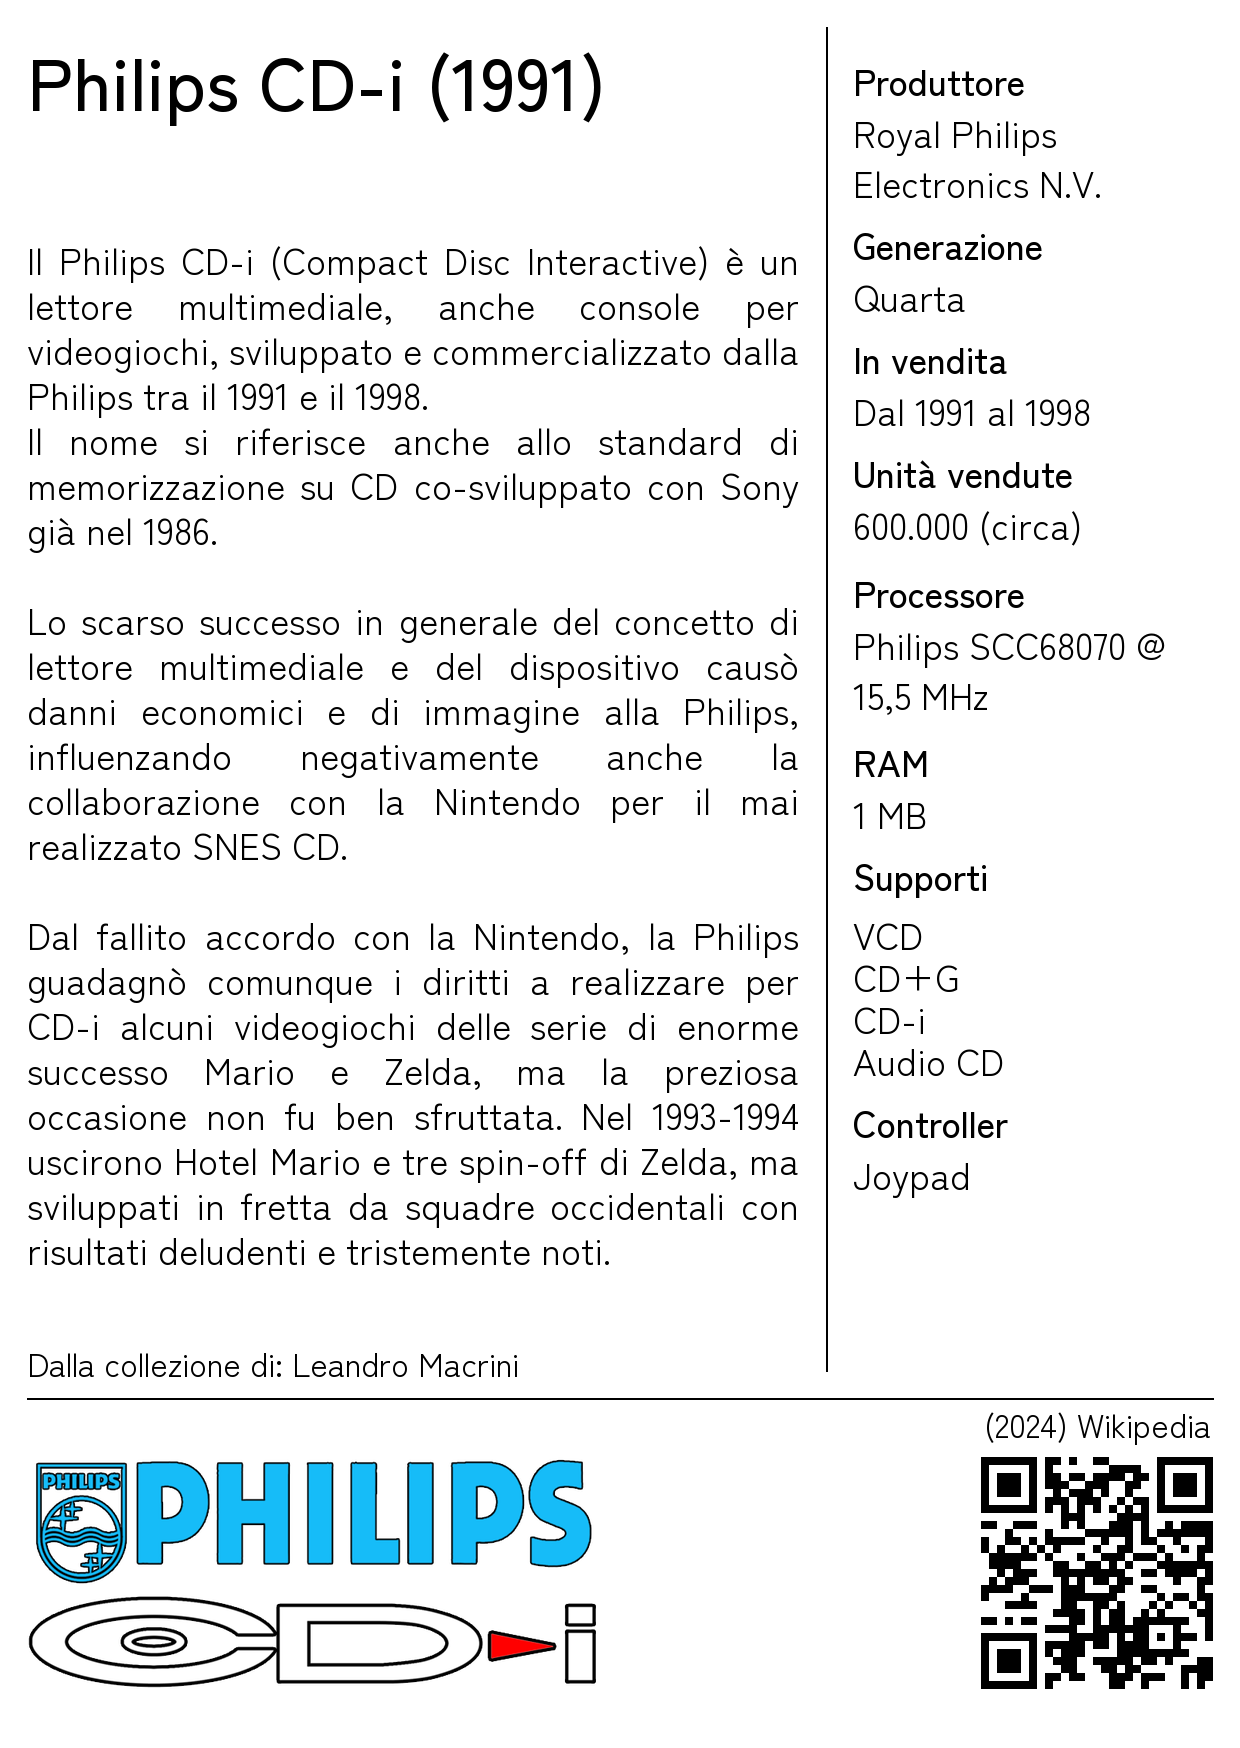 Philips CD-i (1991)
Il Philips CD-i (Compact Disc Interactive) è un
lettore multimediale, anche console per
videogiochi, sviluppato e commercializzato dalla
Philips tra il 1991 e il 1998.
Il nome si riferisce anche allo standard di
memorizzazione su CD co-sviluppato con Sony
già nel 1986.
Lo scarso successo in generale del concetto di
lettore multimediale e del dispositivo causò
danni economici e di immagine alla Philips,
influenzando negativamente anche la
collaborazione con la Nintendo per il mai
realizzato SNES CD.
Dal fallito accordo con la Nintendo, la Philips
guadagnò comunque i diritti a realizzare per
CD-i alcuni videogiochi delle serie di enorme
successo Mario e Zelda, ma la preziosa
occasione non fu ben sfruttata. Nel 1993-1994
uscirono Hotel Mario e tre spin-off di Zelda, ma
sviluppati in fretta da squadre occidentali con
risultati deludenti e tristemente noti.
Dalla collezione di: Leandro Macrini
Produttore
Royal Philips
Electronics N.V.
Generazione
Quarta
In vendita
Dal 1991 al 1998
Unità vendute
600.000 (circa)
Processore
Philips SCC68070 @
15,5 MHz
RAM
1 MB
Supporti
VCD
CD+G
CD-i
Audio CD
Controller
Joypad
(2024) Wikipedia
PHILIPS
PHILIPS
CD-i